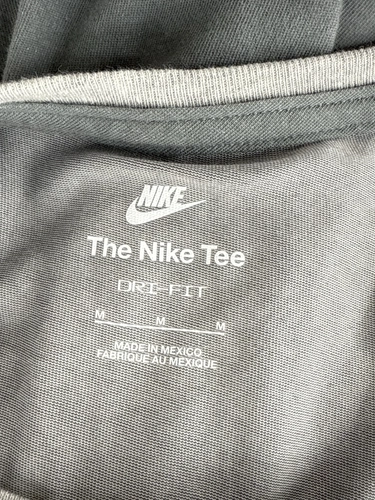 NIKE
The Nike Tee
DRI-FIT
M M M
MADE IN MEXICO
FABRIQUE AU MEXIQUE